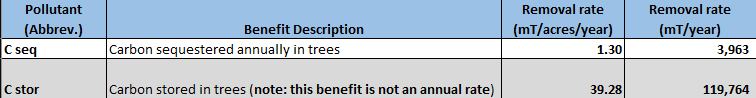 Pollutant (Abbrev.) Benefit Description Removal rate (mT/acres/year) Removal rate (mT/year)
C seq Carbon sequestered annually in trees 1.30 3,963
C stor Carbon stored in trees (note: this benefit is not an annual rate) 39.28 119,764